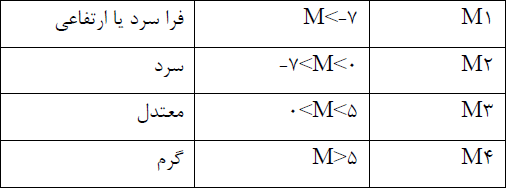 M۱ M<-۷ فرا سرد یا ارتفاعی
M۲ -۷<M<۰ سرد
M۳ ۰<M<۵ معتدل
M۴ M>۵ گرم